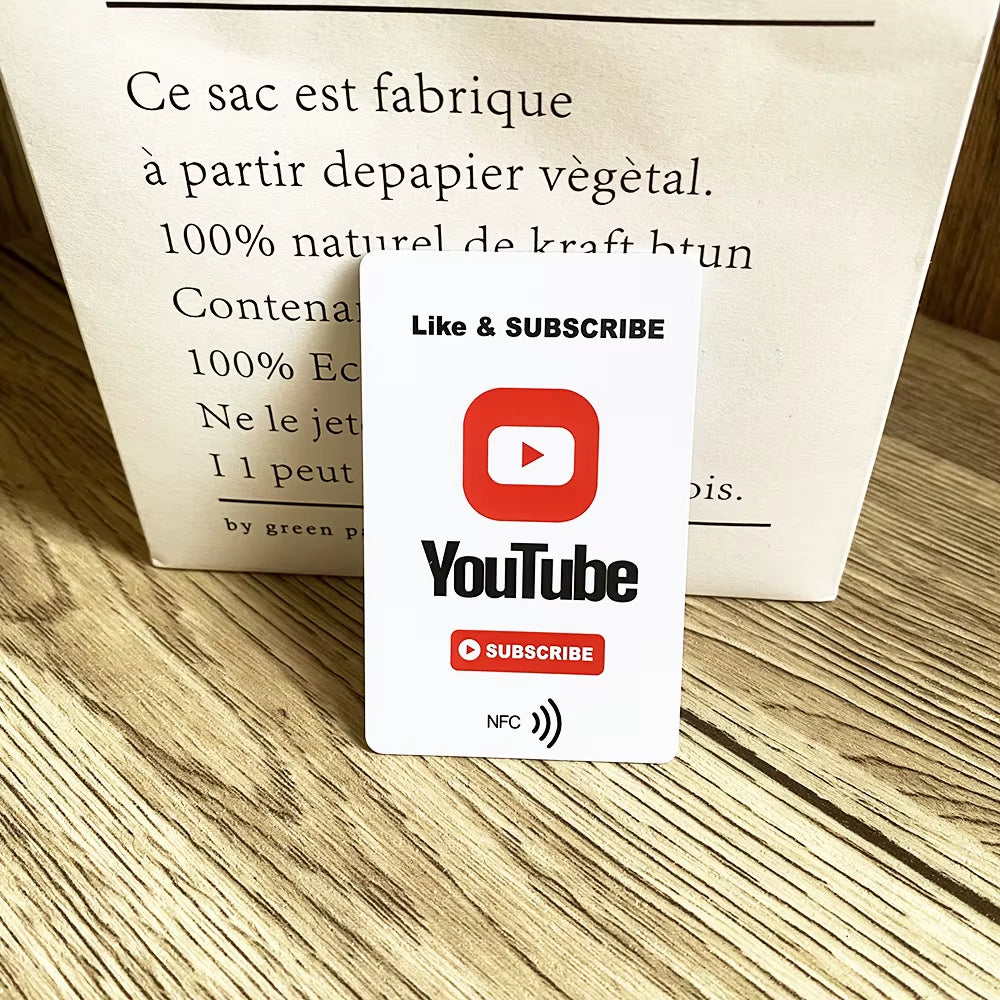 Ce sac est fabrique
à partir depapier vègètal.
100% naturel de kraft btun
Contena
100% Ec
Ne le jet
I 1 peut
ois.
by green p
Like & SUBSCRIBE
YouTube
SUBSCRIBE
NFC